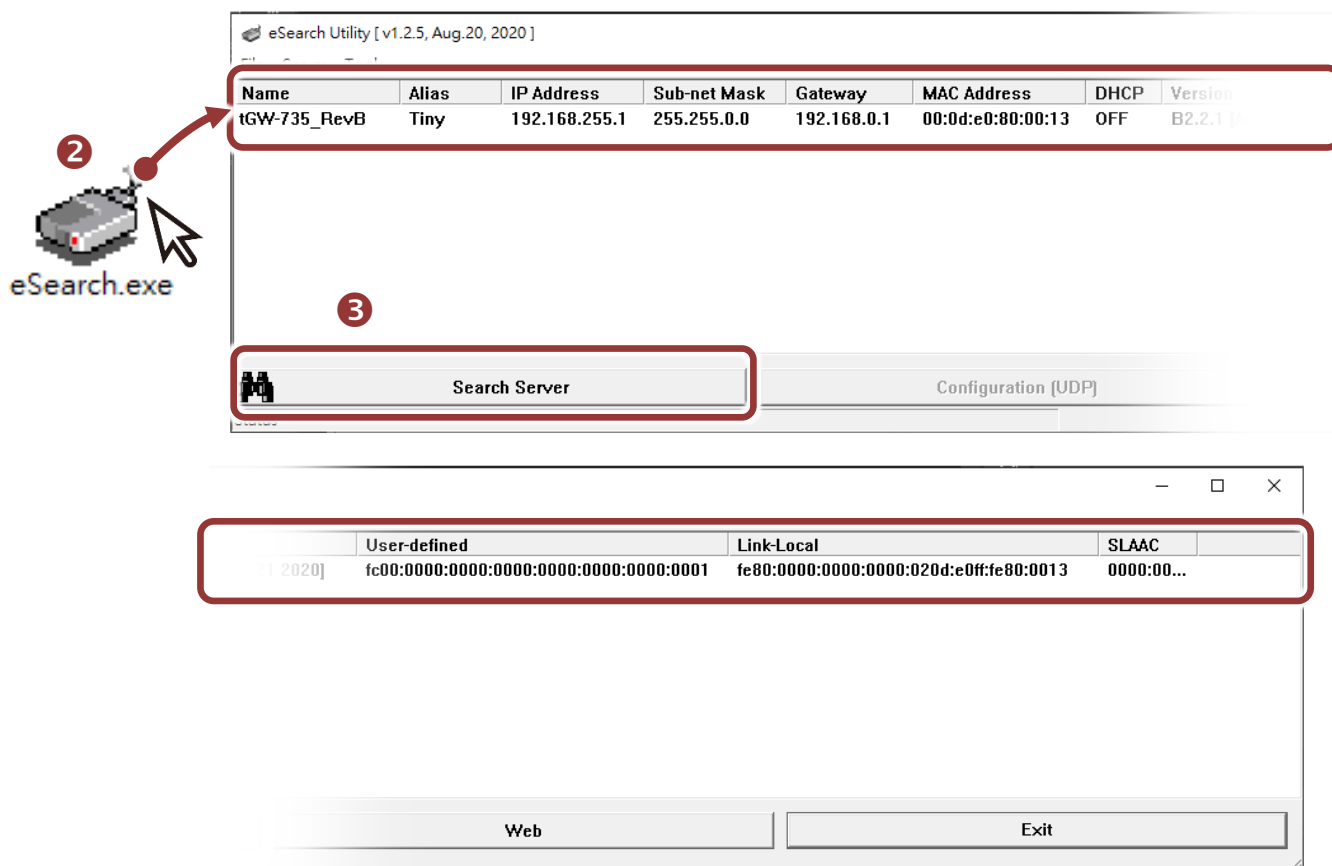 eSearch Utility [ v1.2.5, Aug.20, 2020 ]
Name Alias IP Address Sub-net Mask Gateway MAC Address DHCP Version
tGW-735_RevB Tiny 192.168.255.1 255.255.0.0 192.168.0.1 00:0d:e0:80:00:13 OFF B2.2.1
2
eSearch.exe
3
Search Server Configuration (UDP)
Status
User-defined Link-Local SLAAC
21 2020] fc00:0000:0000:0000:0000:0000:0000:0001 fe80:0000:0000:0000:020d:e0ff:fe80:0013 0000:00...
Web Exit